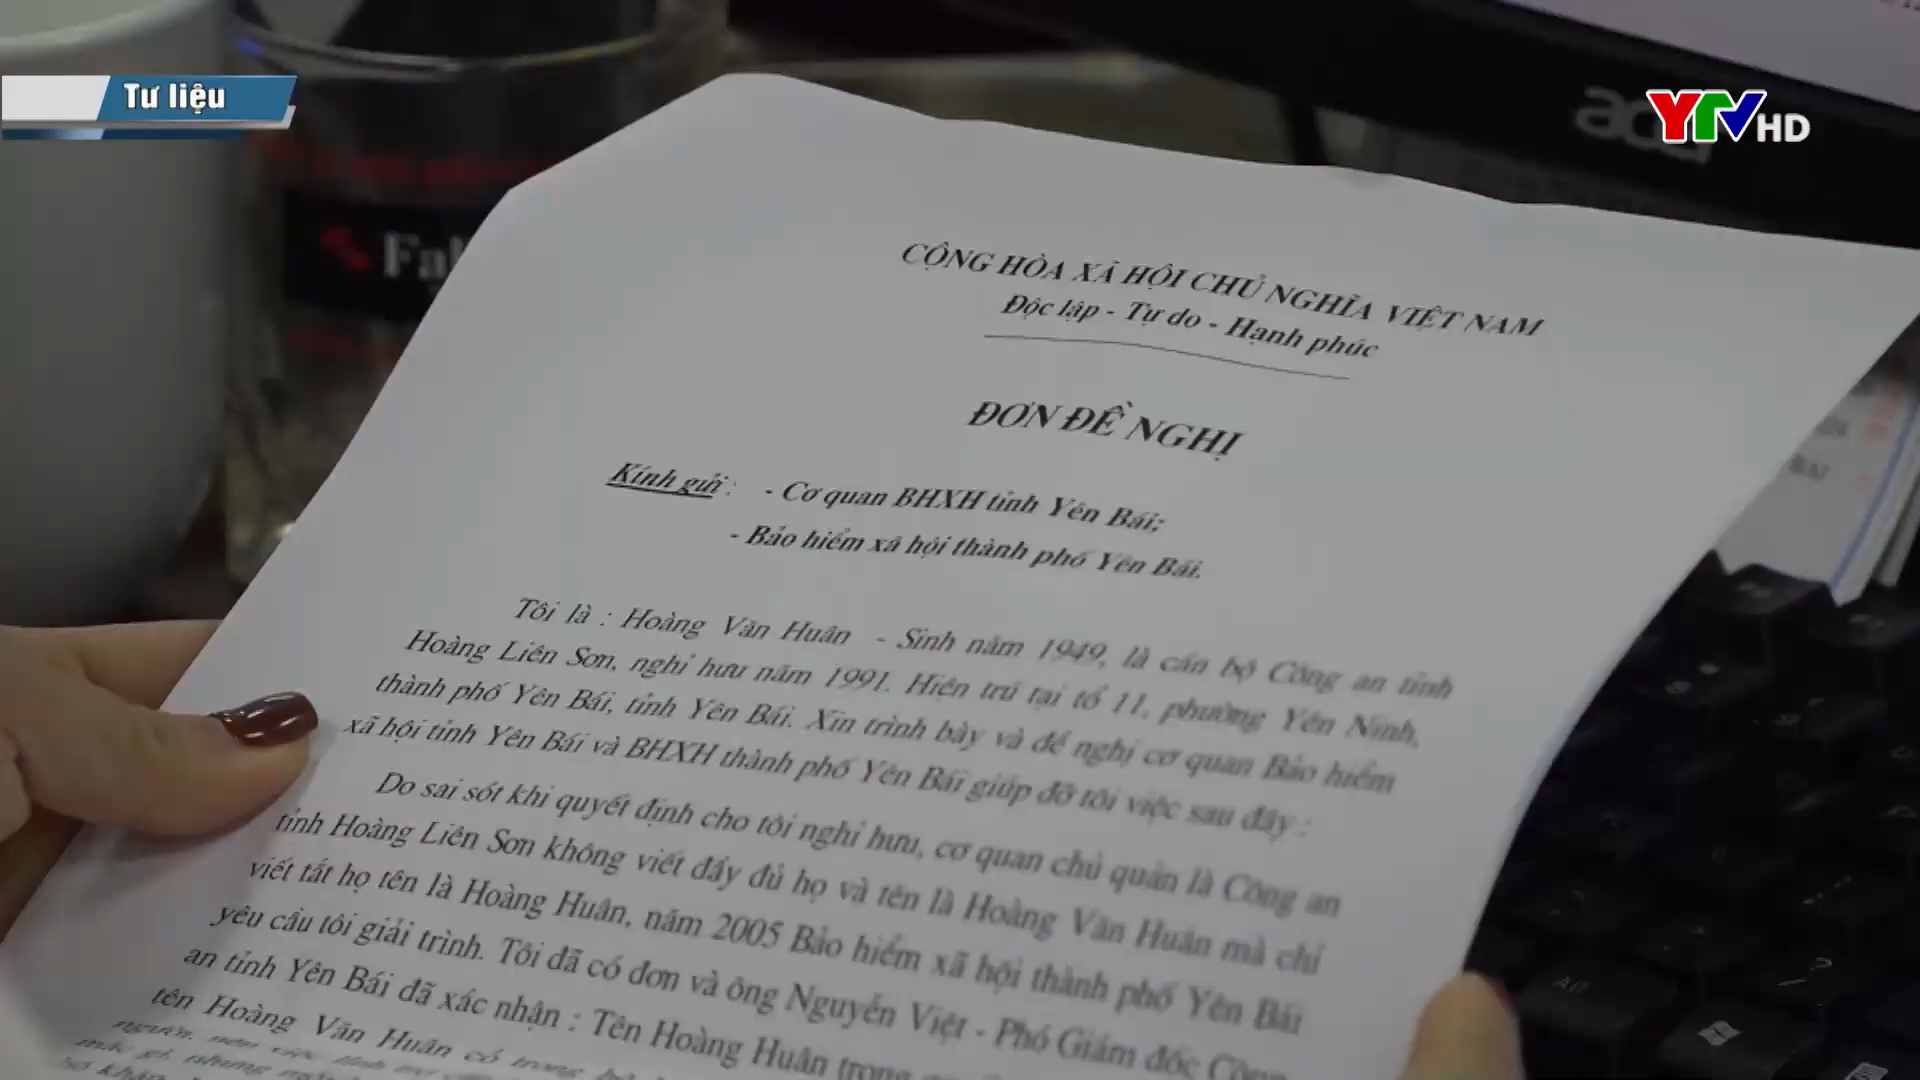 Tư liệu
YTV HD
acer
Fa
CỘNG HÒA XÃ HỘI CHỦ NGHĨA VIỆT NAM
Độc lập - Tự do - Hạnh phúc
ĐƠN ĐỀ NGHỊ
Kính gửi : - Cơ quan BHXH tỉnh Yên Bái;
- Bảo hiểm xã hội thành phố Yên Bái.
Tôi là : Hoàng Văn Huân - Sinh năm 1949, là cán bộ Công an tỉnh
Hoàng Liên Sơn, nghỉ hưu năm 1991. Hiện trú tại tổ 11, phường Yên Ninh,
thành phố Yên Bái, tỉnh Yên Bái. Xin trình bày và đề nghị cơ quan Bảo hiểm
xã hội tỉnh Yên Bái và BHXH thành phố Yên Bái giúp đỡ tôi việc sau đây :
Do sai sót khi quyết định cho tôi nghỉ hưu, cơ quan chủ quản là Công an
tỉnh Hoàng Liên Sơn không viết đầy đủ họ và tên là Hoàng Văn Huân mà chỉ
viết tắt họ tên là Hoàng Huân, năm 2005 Bảo hiểm xã hội thành phố Yên Bái
yêu cầu tôi giải trình. Tôi đã có đơn và ông Nguyễn Việt - Phó Giám đốc Công
an tỉnh Yên Bái đã xác nhận : Tên Hoàng Huân trong
tên Hoàng Văn Huân có trong